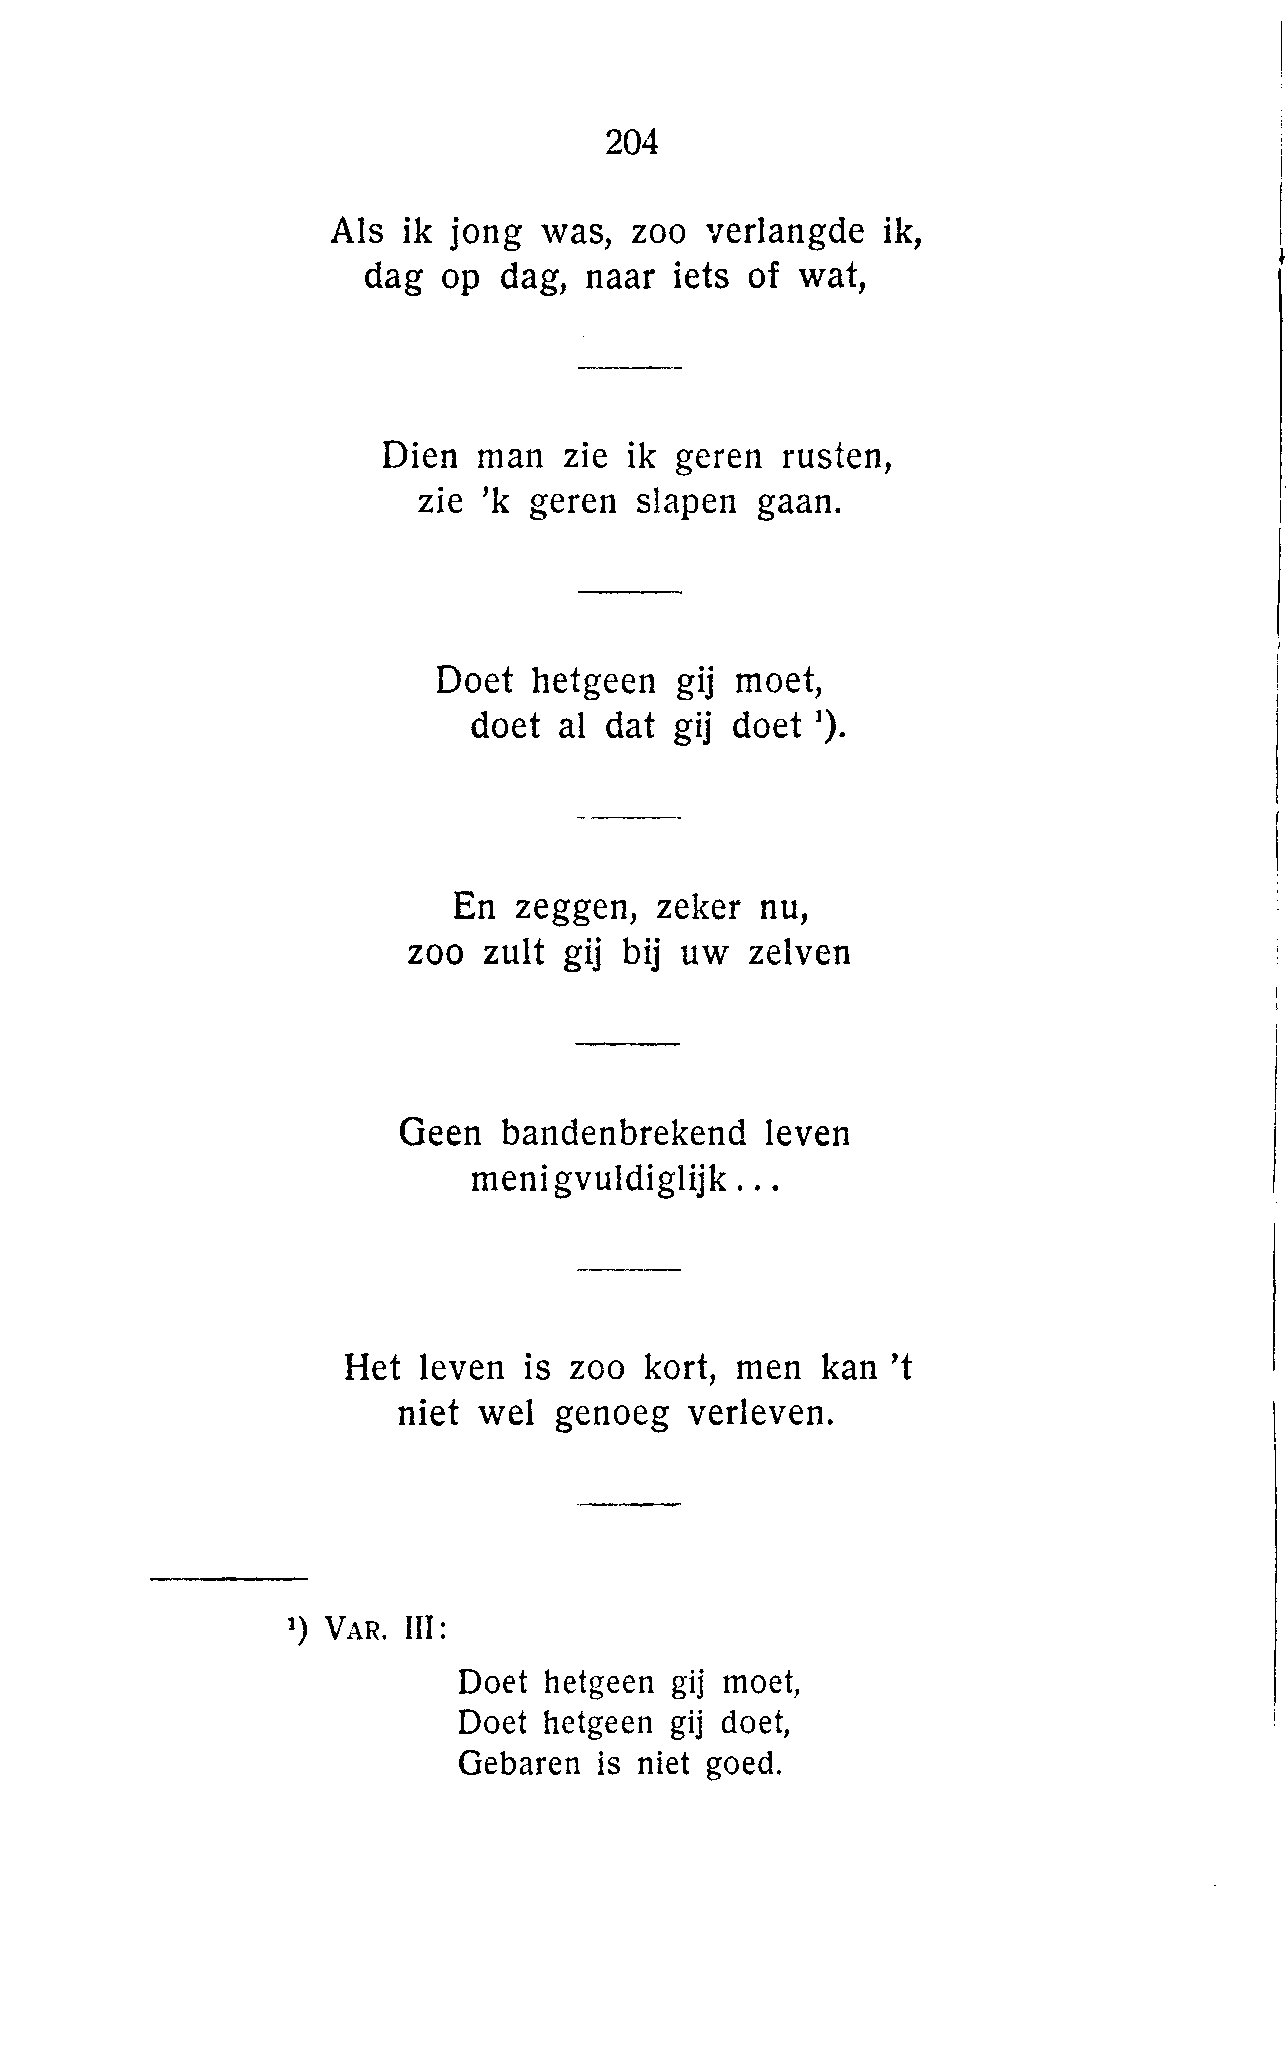 204
Als ik jong was, zoo verlangde ik,
dag op dag, naar iets of wat,
Dien man zie ik geren rusten,
zie 'k geren slapen gaan.
Doet hetgeen gij moet,
doet al dat gij doet ¹).
En zeggen, zeker nu,
zoo zult gij bij uw zelven
Geen bandenbrekend leven
menigvuldiglijk...
Het leven is zoo kort, men kan 't
niet wel genoeg verleven.
¹) VAR. III:
Doet hetgeen gij moet,
Doet hetgeen gij doet,
Gebaren is niet goed.